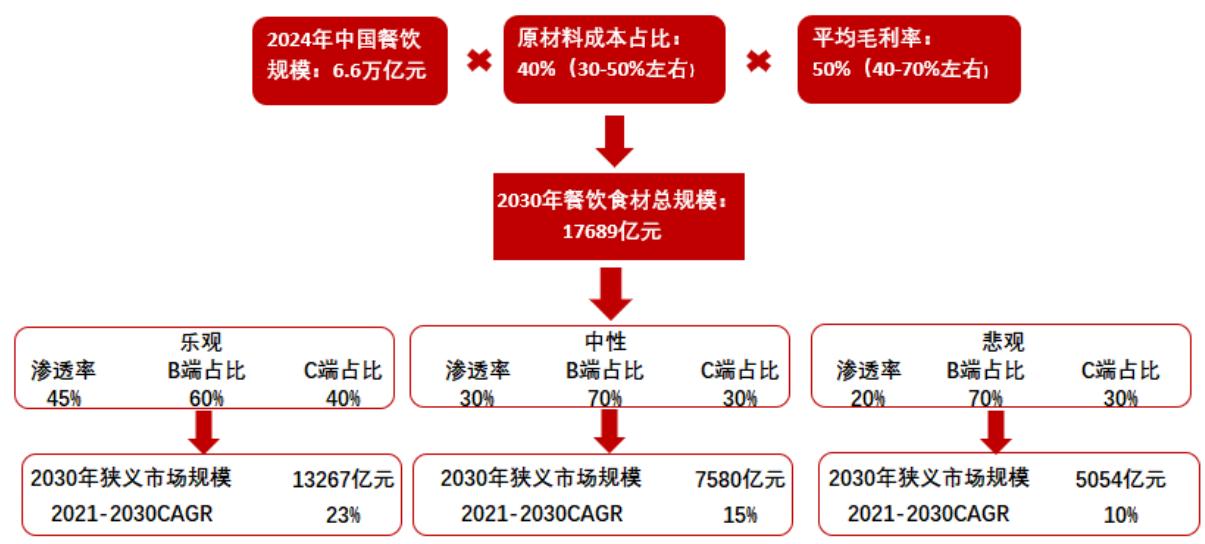 2024年中国餐饮
规模：6.6万亿元
原材料成本占比：
40%（30-50%左右）
平均毛利率：
50%（40-70%左右）
2030年餐饮食材总规模：
17689亿元
乐观
渗透率 B端占比 C端占比
45% 60% 40%
中性
渗透率 B端占比 C端占比
30% 70% 30%
悲观
渗透率 B端占比 C端占比
20% 70% 30%
2030年狭义市场规模 13267亿元
2021-2030CAGR 23%
2030年狭义市场规模 7580亿元
2021-2030CAGR 15%
2030年狭义市场规模 5054亿元
2021-2030CAGR 10%